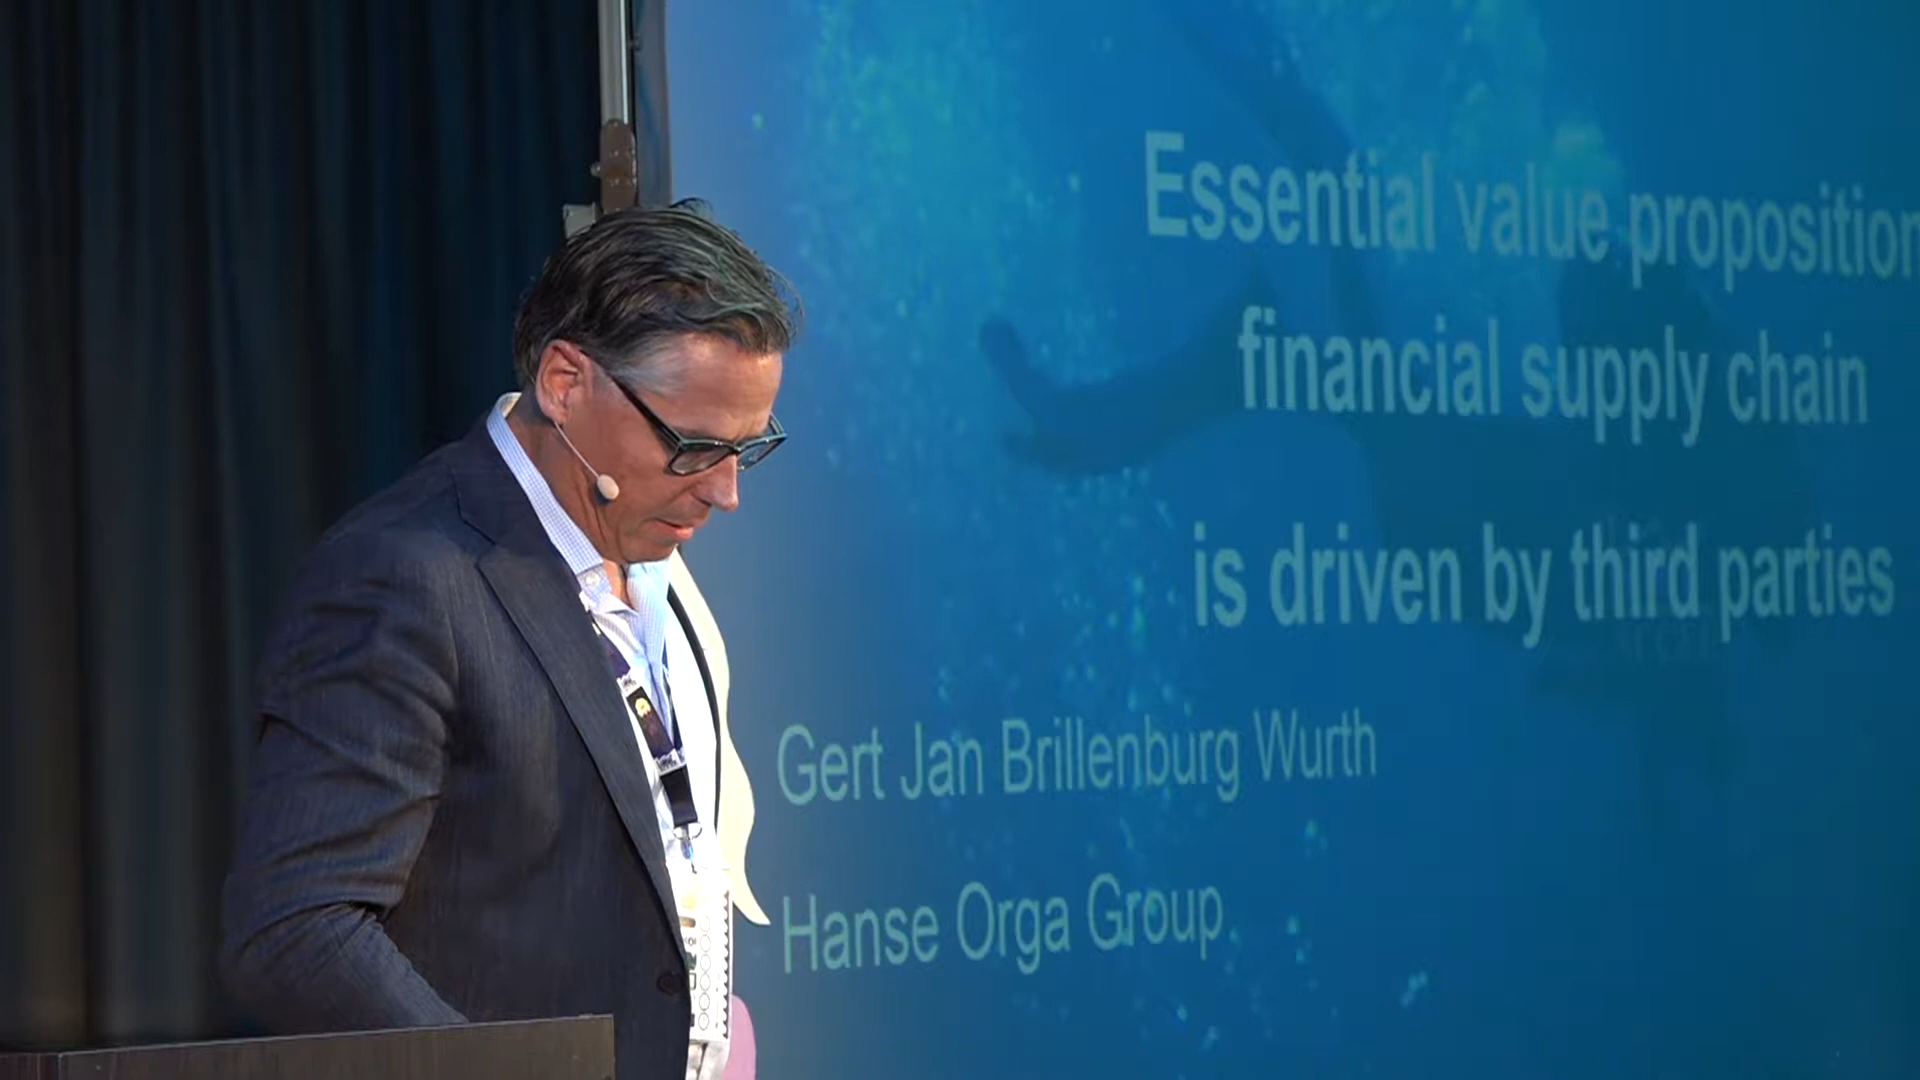 Essential value proposition
financial supply chain
is driven by third parties
Gert Jan Brillenburg Wurth
Hanse Orga Group